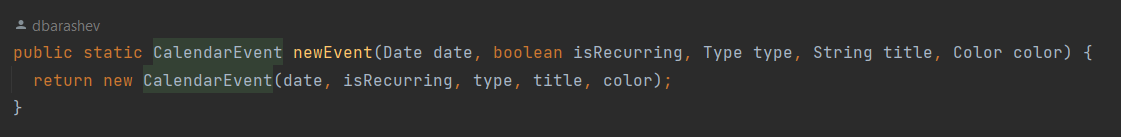 dbarashev
public static CalendarEvent newEvent(Date date, boolean isRecurring, Type type, String title, Color color) {
  return new CalendarEvent(date, isRecurring, type, title, color);
}